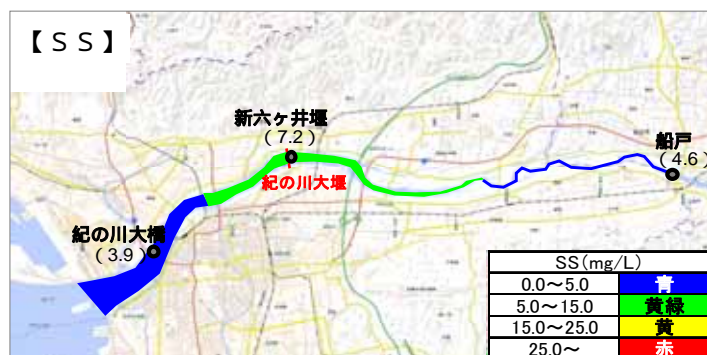 【ＳＳ】
新六ヶ井堰
(7.2)
紀の川大堰
船戸
(4.6)
紀の川大橋
(3.9)
SS(mg/L)
0.0～5.0 青
5.0～15.0 黄緑
15.0～25.0 黄
25.0～ 赤